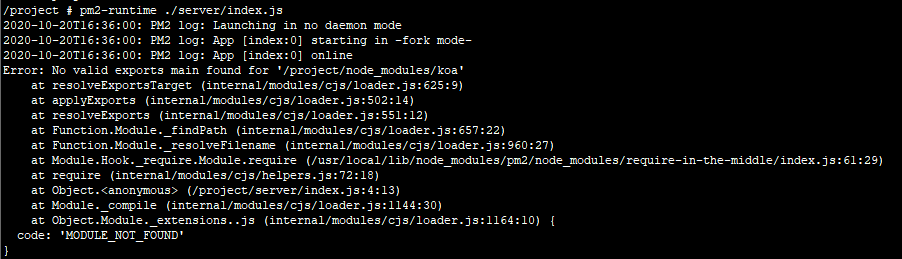 /project # pm2-runtime ./server/index.js
2020-10-20T16:36:00: PM2 log: Launching in no daemon mode
2020-10-20T16:36:00: PM2 log: App [index:0] starting in -fork mode-
2020-10-20T16:36:00: PM2 log: App [index:0] online
Error: No valid exports main found for '/project/node_modules/koa'
    at resolveExportsTarget (internal/modules/cjs/loader.js:625:9)
    at applyExports (internal/modules/cjs/loader.js:502:14)
    at resolveExports (internal/modules/cjs/loader.js:551:12)
    at Function.Module._findPath (internal/modules/cjs/loader.js:657:22)
    at Function.Module._resolveFilename (internal/modules/cjs/loader.js:960:27)
    at Module.Hook._require.Module.require (/usr/local/lib/node_modules/pm2/node_modules/require-in-the-middle/index.js:61:29)
    at require (internal/modules/cjs/helpers.js:72:18)
    at Object.<anonymous> (/project/server/index.js:4:13)
    at Module._compile (internal/modules/cjs/loader.js:1144:30)
    at Object.Module._extensions..js (internal/modules/cjs/loader.js:1164:10) {
  code: 'MODULE_NOT_FOUND'
}